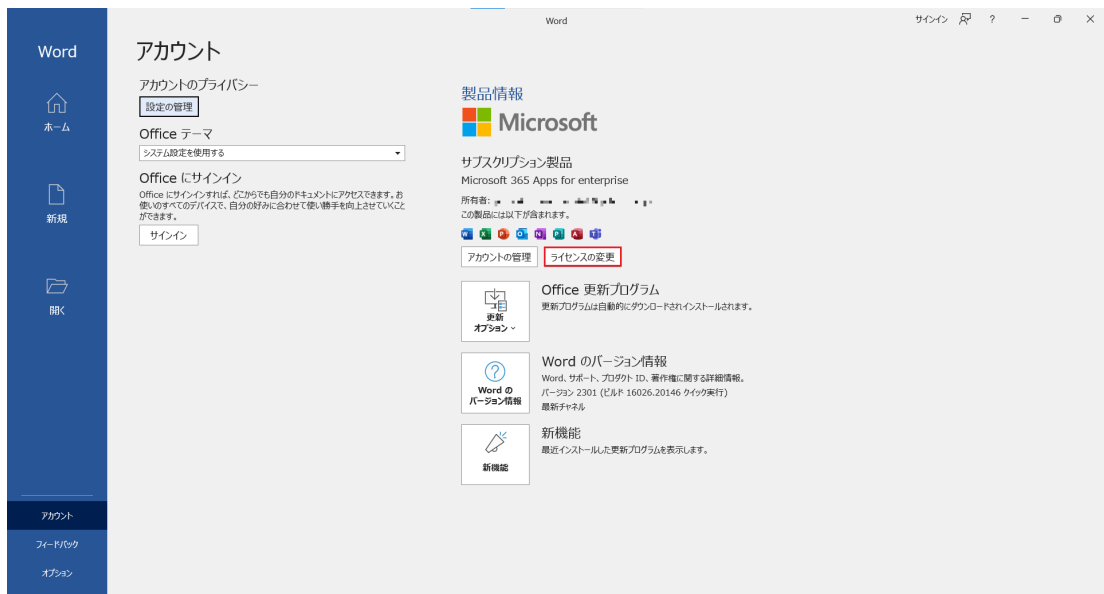 Word
サインイン
?
Word
ホーム
新規
開く
アカウント
フィードバック
オプション
アカウント
アカウントのプライバシー
設定の管理
Office テーマ
システム設定を使用する
Office にサインイン
Office にサインインすれば、どこからでも自分のドキュメントにアクセスできます。お
使いのすべてのデバイスで、自分の好みに合わせて使い勝手を向上させていくこと
ができます。
サインイン
製品情報
Microsoft
サブスクリプション製品
Microsoft 365 Apps for enterprise
所有者:
この製品には以下が含まれます。
アカウントの管理
ライセンスの変更
更新
オプション
Office 更新プログラム
更新プログラムは自動的にダウンロードされインストールされます。
Word の
バージョン情報
Word のバージョン情報
Word、サポート、プロダクト ID、著作権に関する詳細情報。
バージョン 2301 (ビルド 16026.20146 クイック実行)
最新チャネル
新機能
新機能
最近インストールした更新プログラムを表示します。